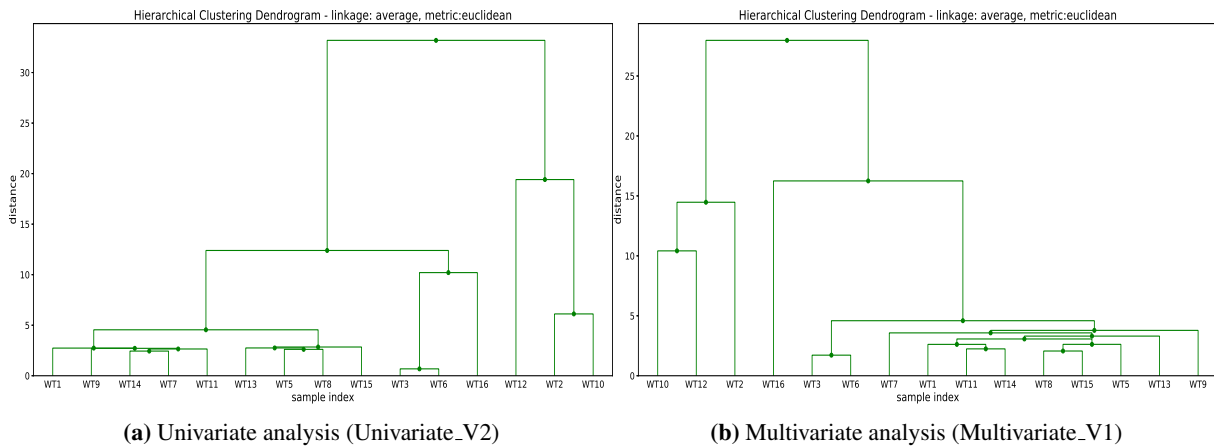 Hierarchical Clustering Dendrogram - linkage: average, metric:euclidean
distance
30
25
20
15
10
5
0
WT1 WT9 WT14 WT7 WT11 WT13 WT5 WT8 WT15 WT3 WT6 WT16 WT12 WT2 WT10
sample index
(a) Univariate analysis (Univariate_V2)
Hierarchical Clustering Dendrogram - linkage: average, metric:euclidean
distance
25
20
15
10
5
0
WT10 WT12 WT2 WT16 WT3 WT6 WT7 WT1 WT11 WT14 WT8 WT15 WT5 WT13 WT9
sample index
(b) Multivariate analysis (Multivariate_V1)